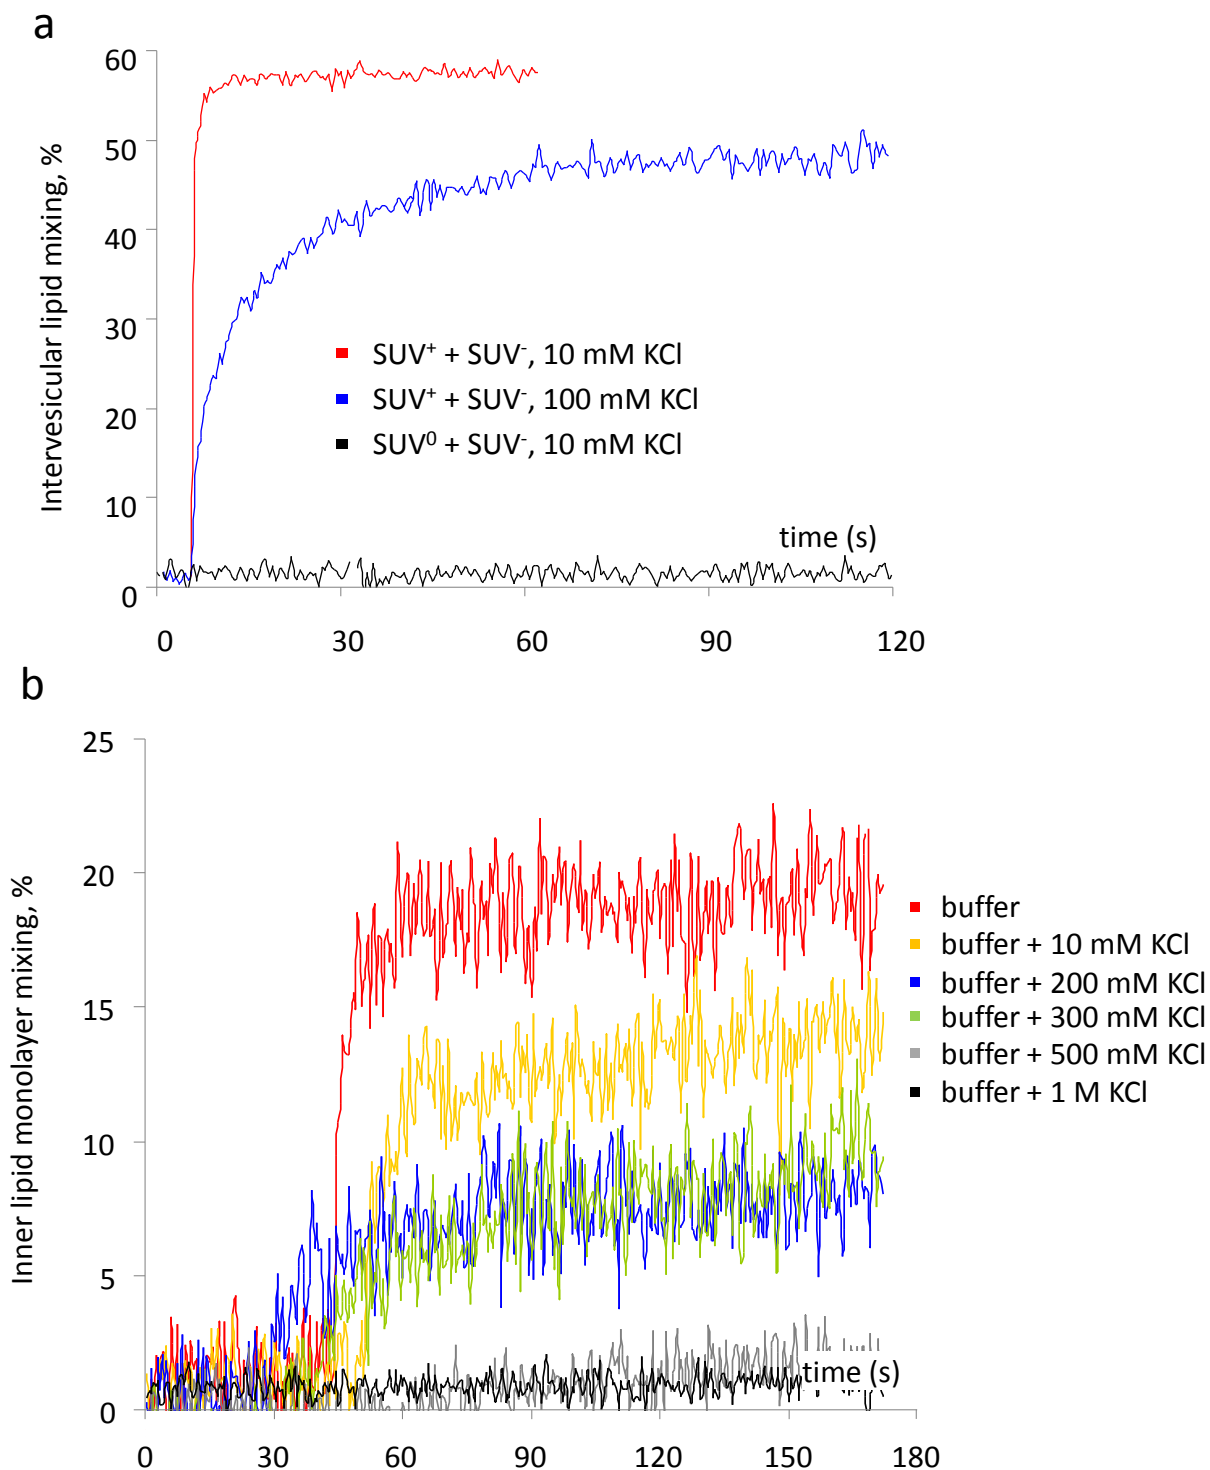 a
60
50
40
30
20
10
0
Intervesicular lipid mixing, %
SUV⁺ + SUV⁻, 10 mM KCl
SUV⁺ + SUV⁻, 100 mM KCl
SUV⁰ + SUV⁻, 10 mM KCl
time (s)
0 30 60 90 120
b
25
20
15
10
5
0
Inner lipid monolayer mixing, %
buffer
buffer + 10 mM KCl
buffer + 200 mM KCl
buffer + 300 mM KCl
buffer + 500 mM KCl
buffer + 1 M KCl
time (s)
0 30 60 90 120 150 180